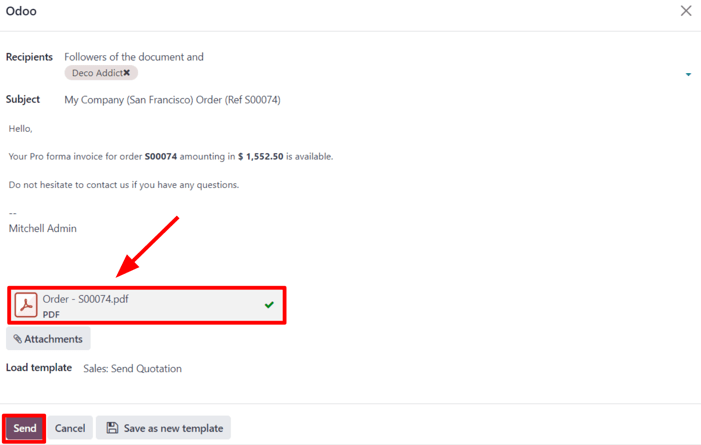 Odoo
Recipients Followers of the document and
Deco Addict✖
Subject My Company (San Francisco) Order (Ref S00074)
Hello,
Your Pro forma invoice for order S00074 amounting in $ 1,552.50 is available.
Do not hesitate to contact us if you have any questions.
--
Mitchell Admin
Order - S00074.pdf
PDF
Attachments
Load template Sales: Send Quotation
Send Cancel Save as new template